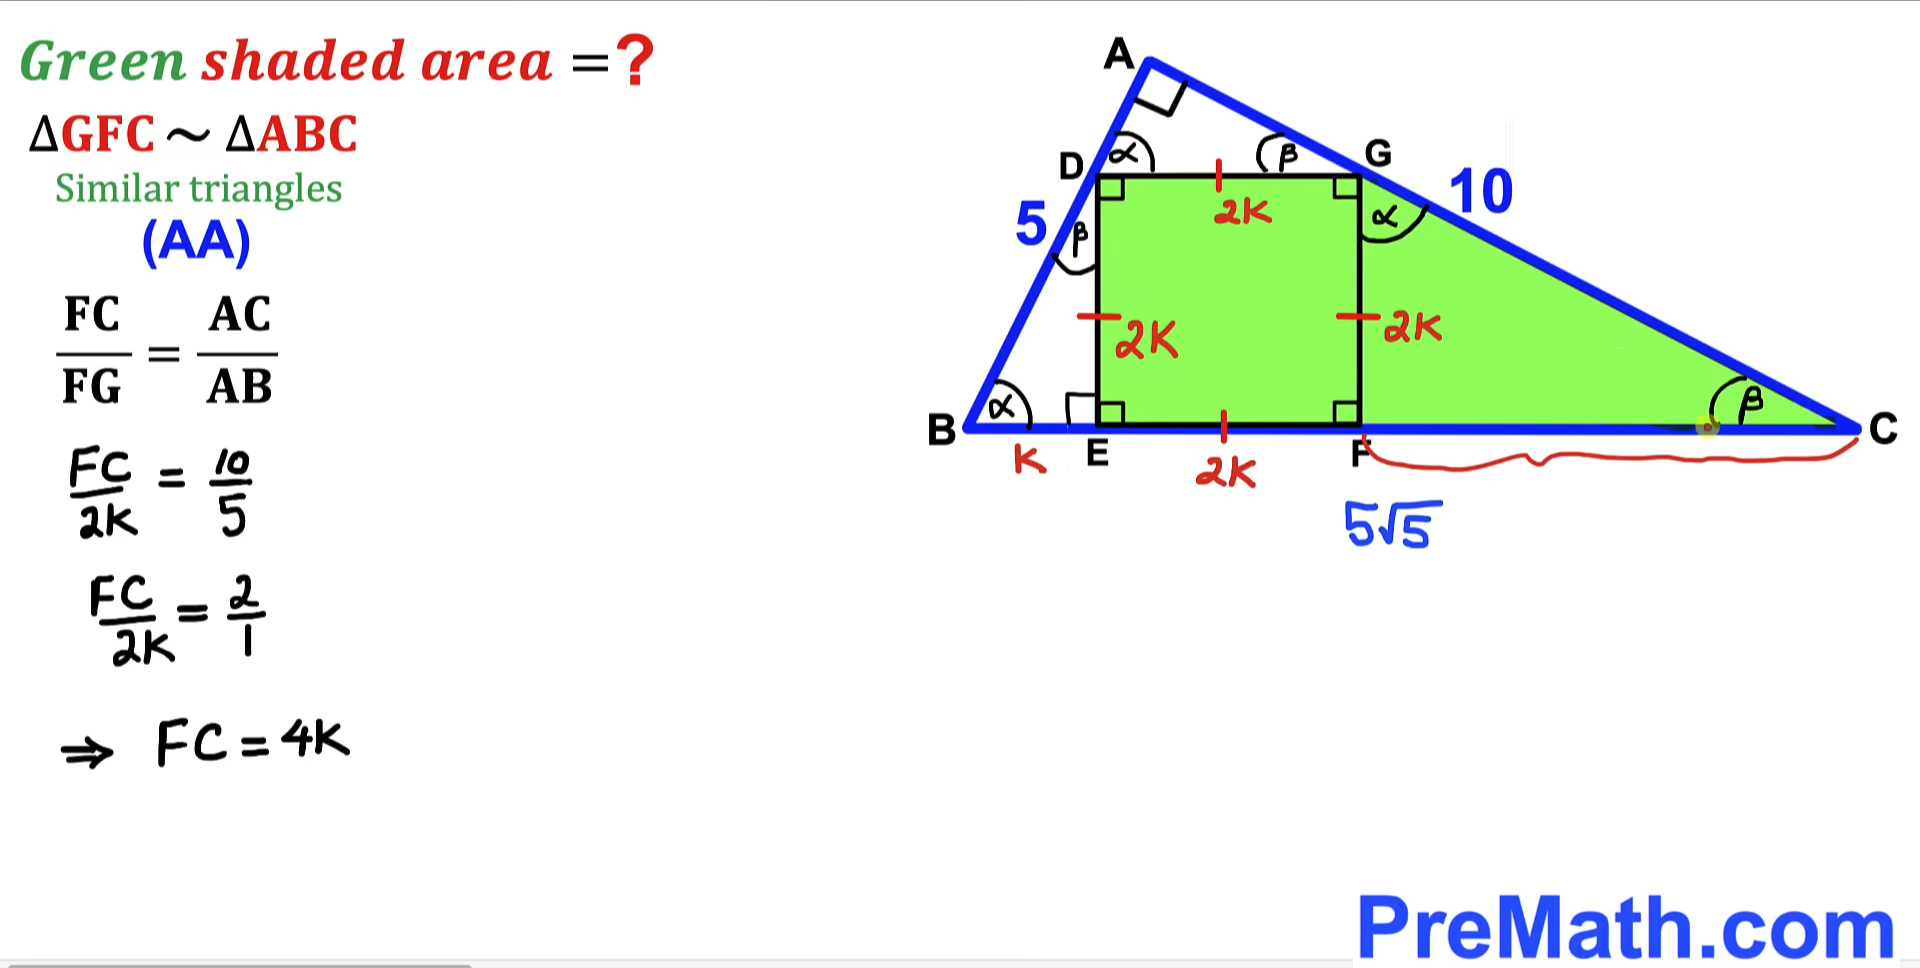 Green shaded area =?
ΔGFC ~ ΔABC
Similar triangles
(AA)
FC/FG = AC/AB
FC/2K = 10/5
FC/2K = 2/1
⇒ FC = 4K
A
D α β G
10
5 β 2K α
2K 2K
B α β C
K E 2K F
5√5
PreMath.com